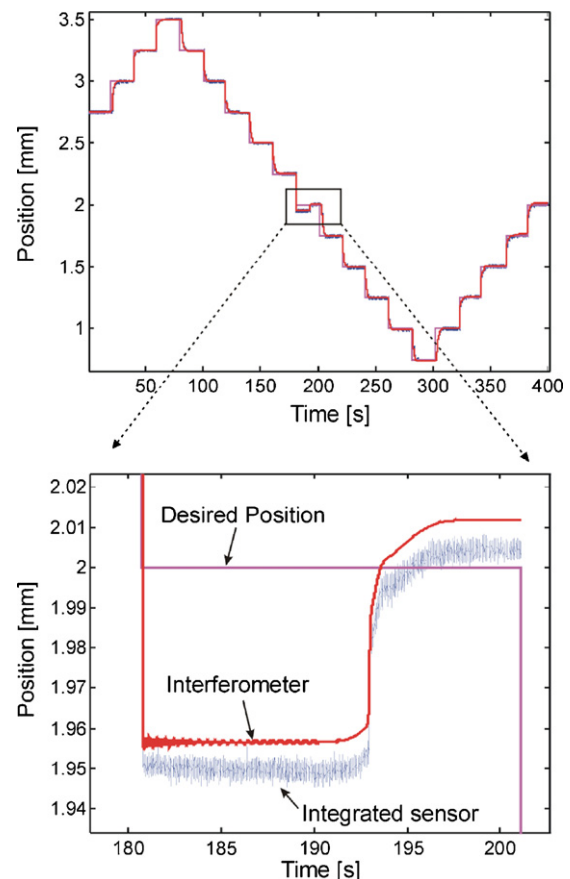 3.5
3
2.5
2
1.5
1
Position [mm]
50 100 150 200 250 300 350 400
Time [s]
2.02
2.01
2
1.99
1.98
1.97
1.96
1.95
1.94
Position [mm]
Desired Position
Interferometer
Integrated sensor
180 185 190 195 200
Time [s]